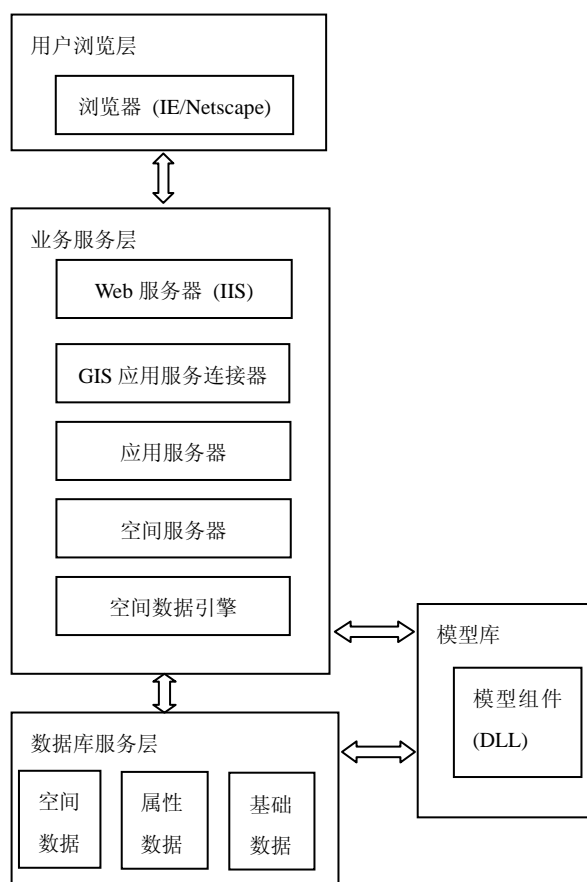 用户浏览层
浏览器 (IE/Netscape)
业务服务层
Web 服务器 (IIS)
GIS 应用服务连接器
应用服务器
空间服务器
空间数据引擎
模型库
模型组件
(DLL)
数据库服务层
空间
数据
属性
数据
基础
数据